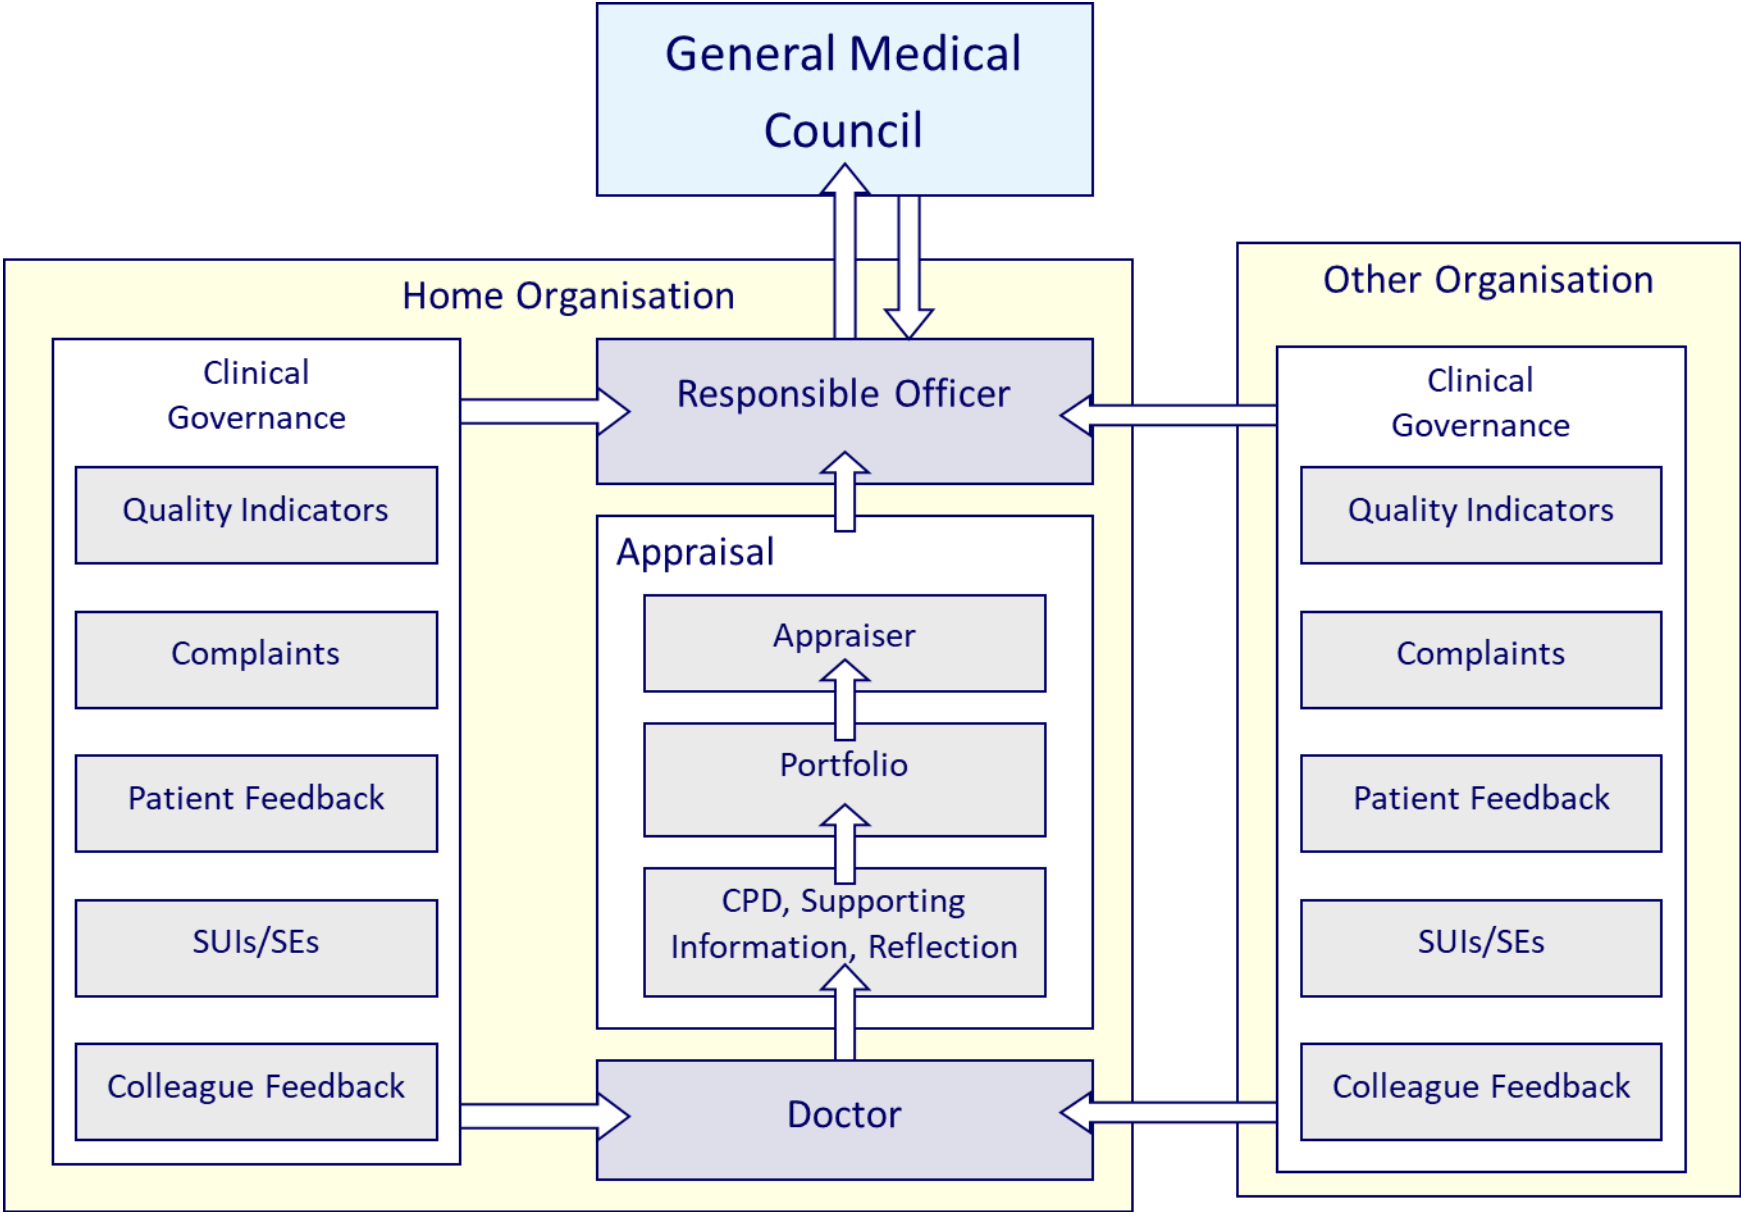 General Medical
Council
Home Organisation
Other Organisation
Clinical
Governance
Quality Indicators
Complaints
Patient Feedback
SUIs/SEs
Colleague Feedback
Responsible Officer
Appraisal
Appraiser
Portfolio
CPD, Supporting
Information, Reflection
Doctor
Clinical
Governance
Quality Indicators
Complaints
Patient Feedback
SUIs/SEs
Colleague Feedback